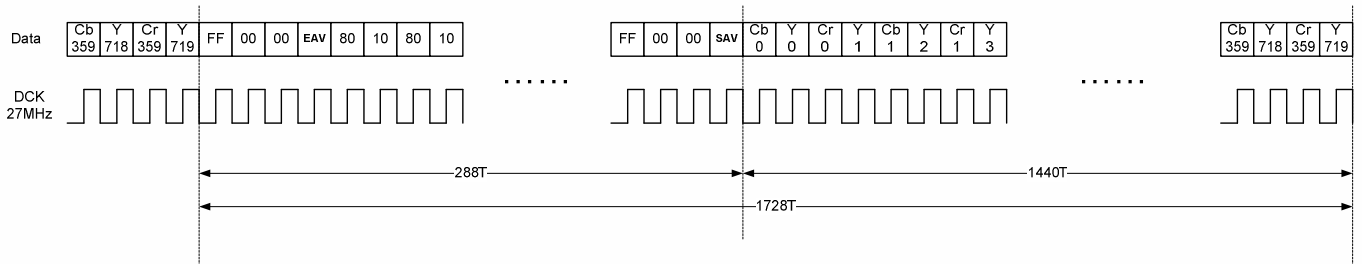 Data
Cb 359 Y 718 Cr 359 Y 719 FF 00 00 EAV 80 10 80 10 ...... FF 00 00 SAV Cb 0 Y 0 Cr 0 Y 1 Cb 1 Y 2 Cr 1 Y 3 ...... Cb 359 Y 718 Cr 359 Y 719
DCK
27MHz
288T
1440T
1728T